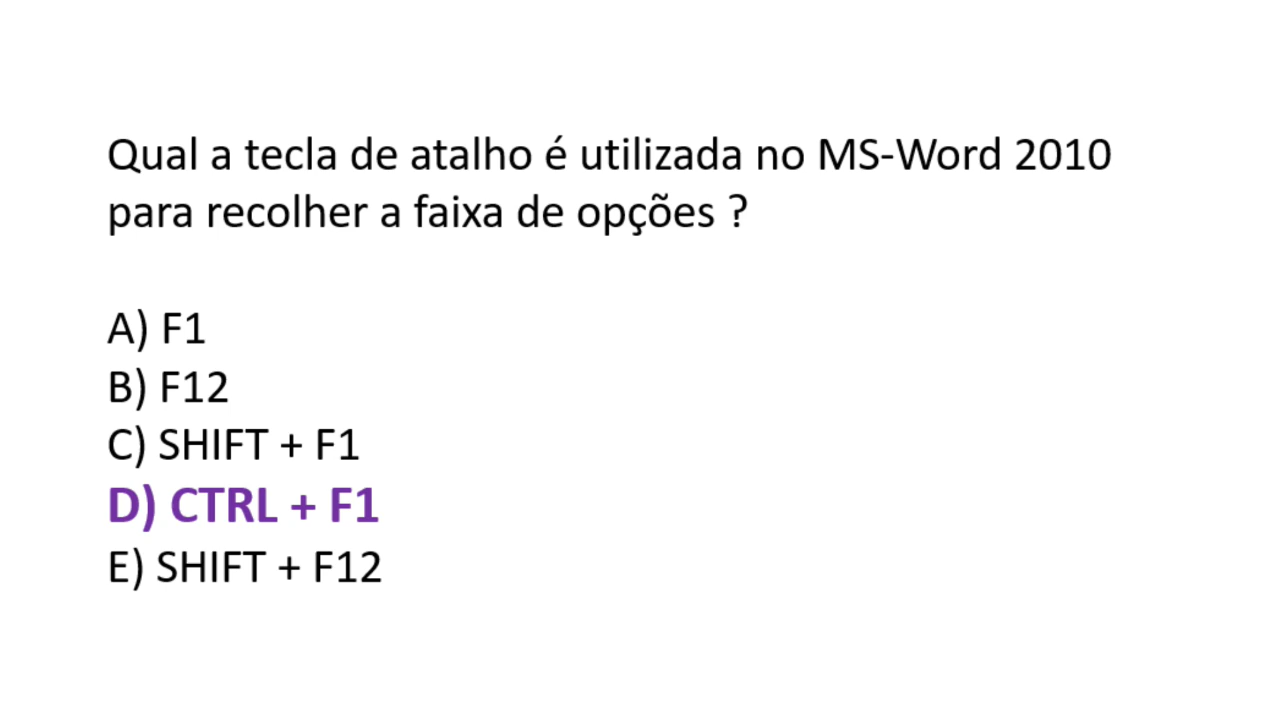 Qual a tecla de atalho é utilizada no MS-Word 2010
para recolher a faixa de opções ?
A) F1
B) F12
C) SHIFT + F1
D) CTRL + F1
E) SHIFT + F12